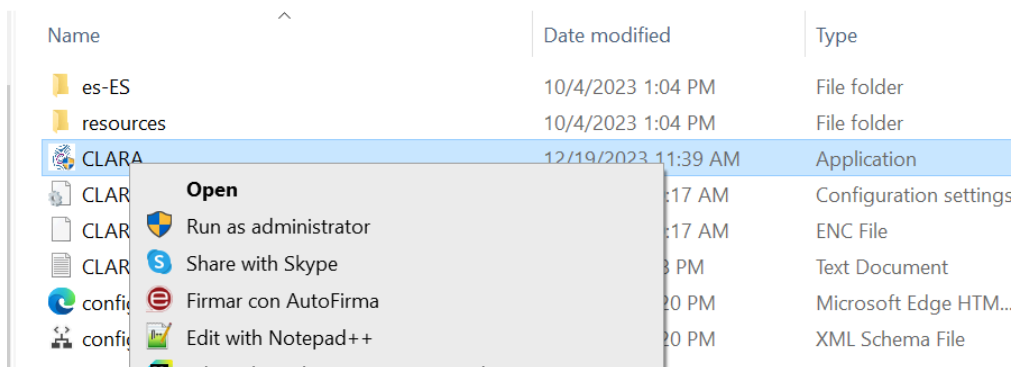 Name Date modified Type
es-ES 10/4/2023 1:04 PM File folder
resources 10/4/2023 1:04 PM File folder
CLARA 12/19/2023 11:39 AM Application
Open
CLAR :17 AM Configuration settings
Run as administrator
CLAR :17 AM ENC File
Share with Skype
CLAR PM Text Document
Firmar con AutoFirma
config 20 PM Microsoft Edge HTM...
Edit with Notepad++
config 20 PM XML Schema File